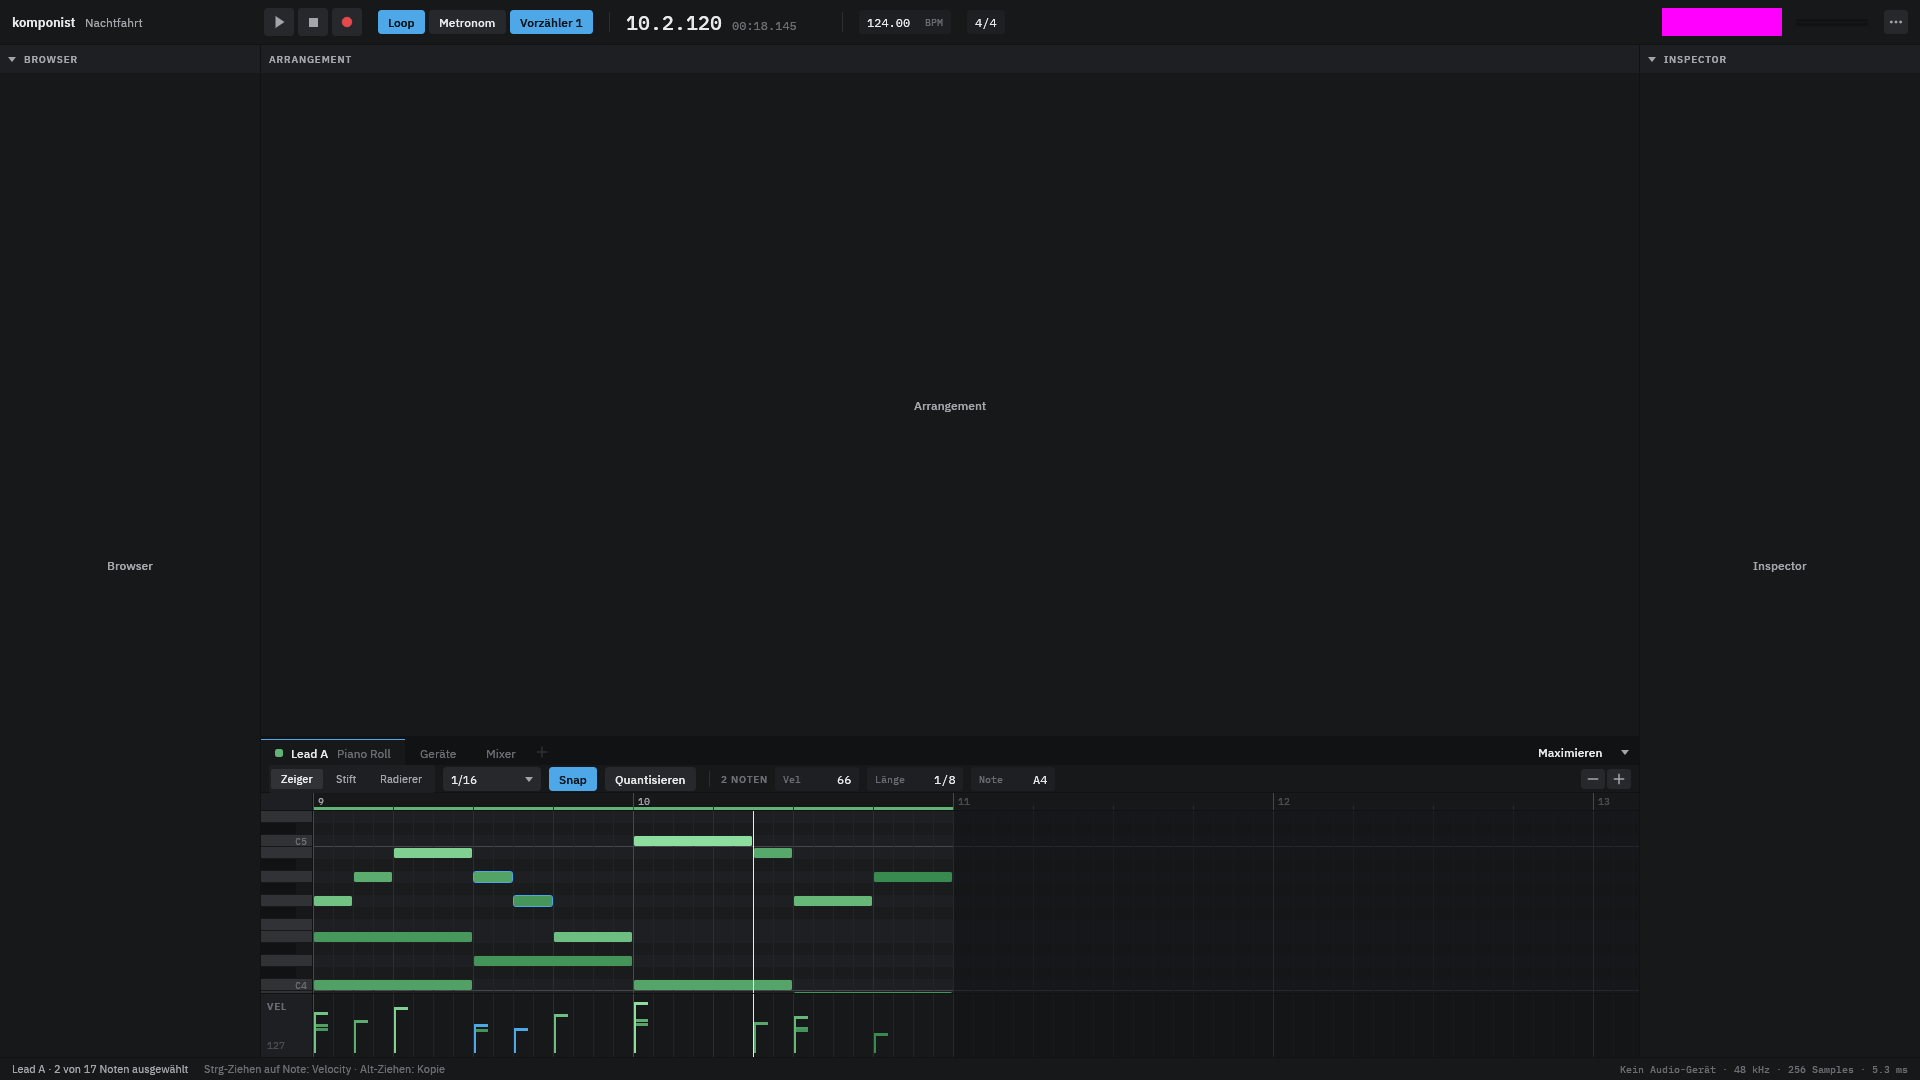 komponist Nachtfahrt Loop Metronom Vorzähler 1 10.2.120 00:18.145 124.00 BPM 4/4
BROWSER ARRANGEMENT INSPECTOR
Arrangement
Browser Inspector
Lead A Piano Roll Geräte Mixer + Maximieren
Zeiger Stift Radierer 1/16 Snap Quantisieren 2 NOTEN Vel 66 Länge 1/8 Note A4
9 10 11 12 13
C5
C4
VEL
127
Lead A · 2 von 17 Noten ausgewählt Strg-Ziehen auf Note: Velocity · Alt-Ziehen: Kopie Kein Audio-Gerät · 48 kHz · 256 Samples · 5.3 ms